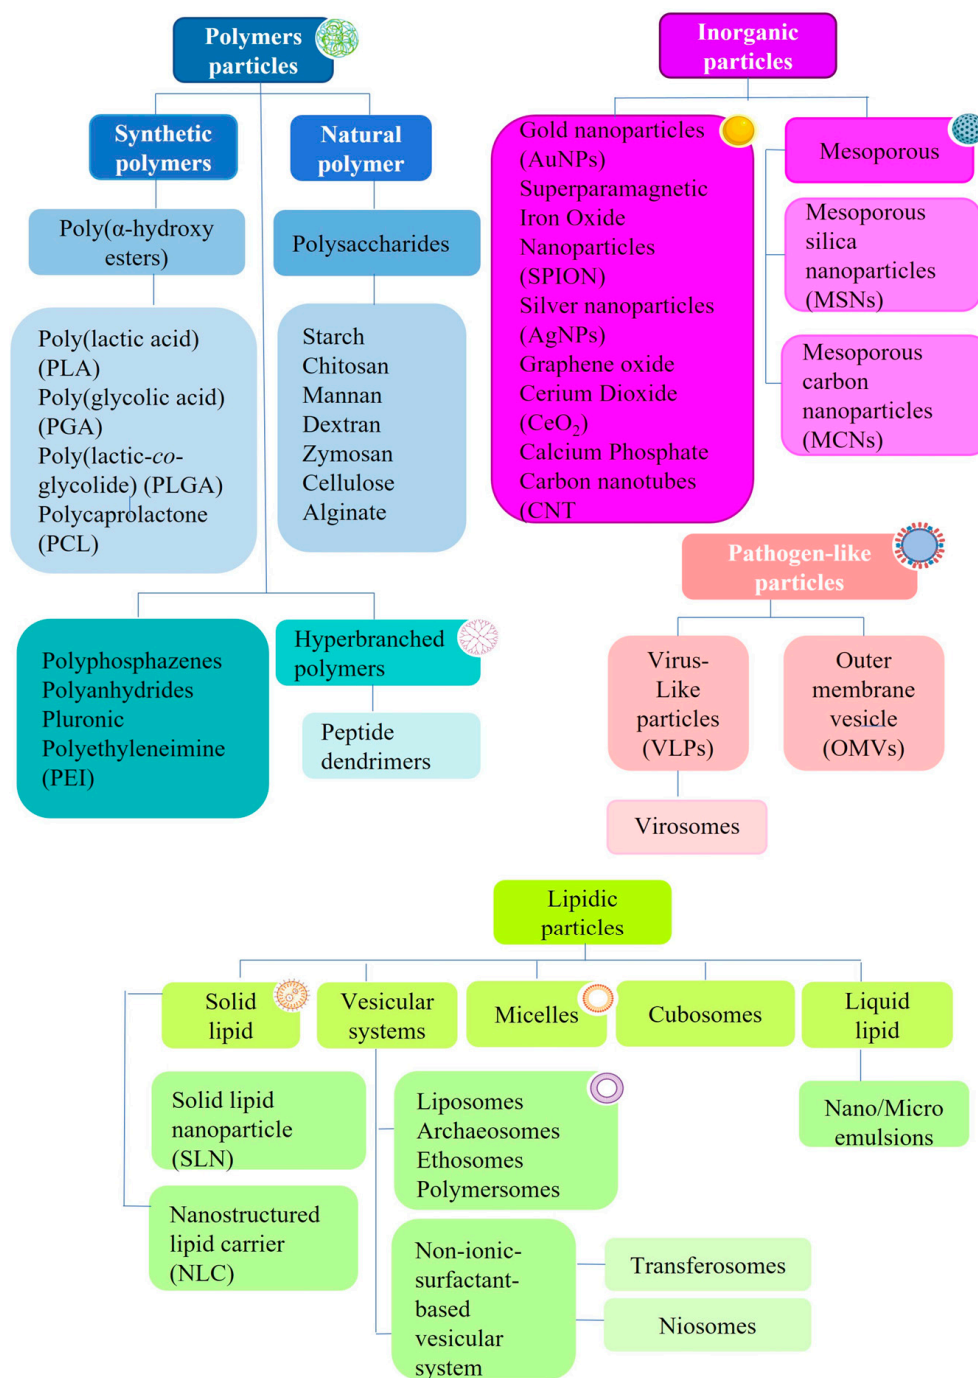 Polymers
particles
Synthetic
polymers
Natural
polymer
Poly(α-hydroxy
esters)
Polysaccharides
Poly(lactic acid)
(PLA)
Poly(glycolic acid)
(PGA)
Poly(lactic-co-
glycolide) (PLGA)
Polycaprolactone
(PCL)
Starch
Chitosan
Mannan
Dextran
Zymosan
Cellulose
Alginate
Polyphosphazenes
Polyanhydrides
Pluronic
Polyethyleneimine
(PEI)
Hyperbranched
polymers
Peptide
dendrimers
Inorganic
particles
Gold nanoparticles
(AuNPs)
Superparamagnetic
Iron Oxide
Nanoparticles
(SPION)
Silver nanoparticles
(AgNPs)
Graphene oxide
Cerium Dioxide
(CeO₂)
Calcium Phosphate
Carbon nanotubes
(CNT
Mesoporous
Mesoporous
silica
nanoparticles
(MSNs)
Mesoporous
carbon
nanoparticles
(MCNs)
Pathogen-like
particles
Virus-
Like
particles
(VLPs)
Outer
membrane
vesicle
(OMVs)
Virosomes
Lipidic
particles
Solid
lipid
Vesicular
systems
Micelles
Cubosomes
Liquid
lipid
Solid lipid
nanoparticle
(SLN)
Nanostructured
lipid carrier
(NLC)
Liposomes
Archaeosomes
Ethosomes
Polymersomes
Non-ionic-
surfactant-
based
vesicular
system
Transferosomes
Niosomes
Nano/Micro
emulsions